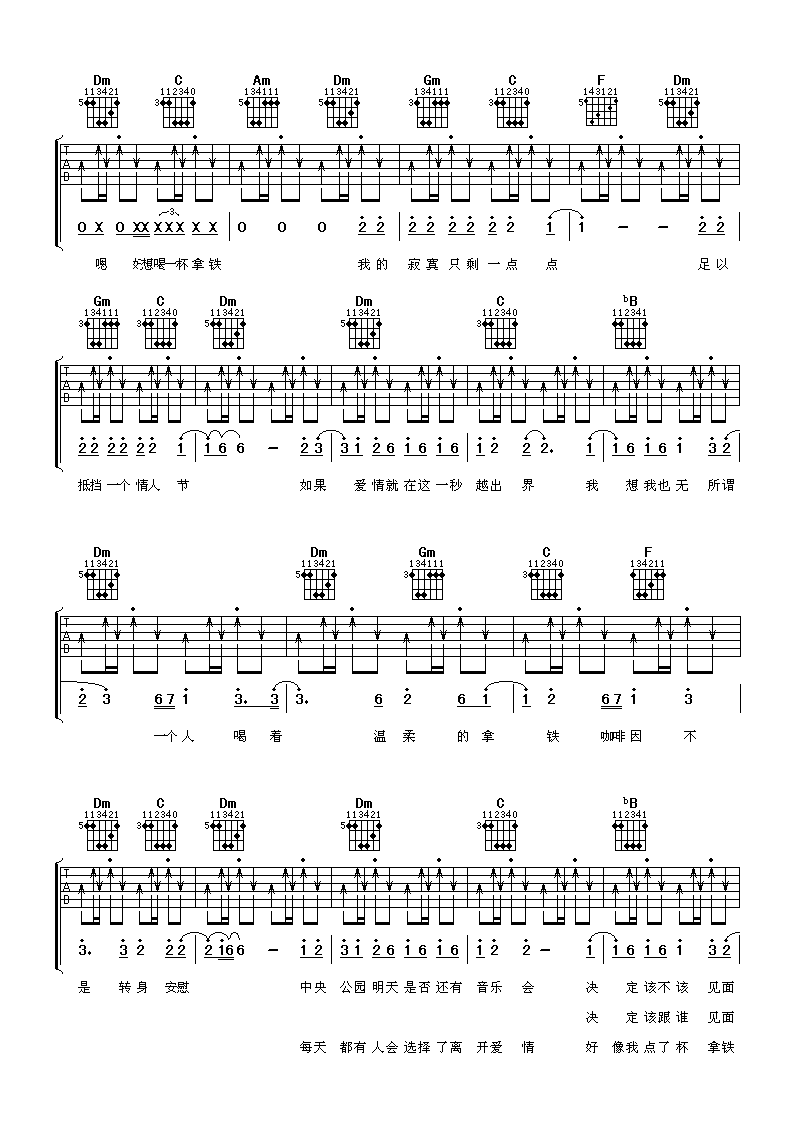 Dm C Am Dm Gm C F Dm
113421 112340 134111 113421 134111 112340 143121 113421
5 3 5 5 3 3 5 5
T A B
3
0 X 0 XX XXX X X 0 0 0 2 2 2 2 2 2 2 2 1 1 - - 2 2
喝 好想喝一杯拿铁 我的 寂寞只剩一点 点 足以
Gm C Dm Dm C bB
134111 112340 113421 113421 112340 112341
3 3 5 5 3
T A B
2 2 2 2 2 2 1 1 6 6 - 2 3 3 1 2 6 1 6 1 6 1 2 2 2. 1 1 6 1 6 1 3 2
抵挡一个情人 节 如果 爱情就在这一秒 越出 界 我 想我也无 所谓
Dm Dm Gm C F
113421 113421 134111 112340 134211
5 5 3 3
T A B
2 3 6 7 1 3. 3 3. 6 2 6 1 1 2 6 7 1 3
一个人 喝 着 温 柔 的 拿 铁 咖啡因 不
Dm C Dm Dm C bB
113421 112340 113421 113421 112340 112341
5 3 5 5 3
T A B
3. 3 2 2 2 2 1 6 6 - 1 2 3 1 2 6 1 6 1 6 1 2 2 - 1 1 6 1 6 1 3 2
是 转身 安慰 中央 公园明天是否还有 音乐 会 决 定该不该 见面
决 定该跟谁 见面
每天 都有人会选择了离 开爱 情 好 像我点了杯 拿铁